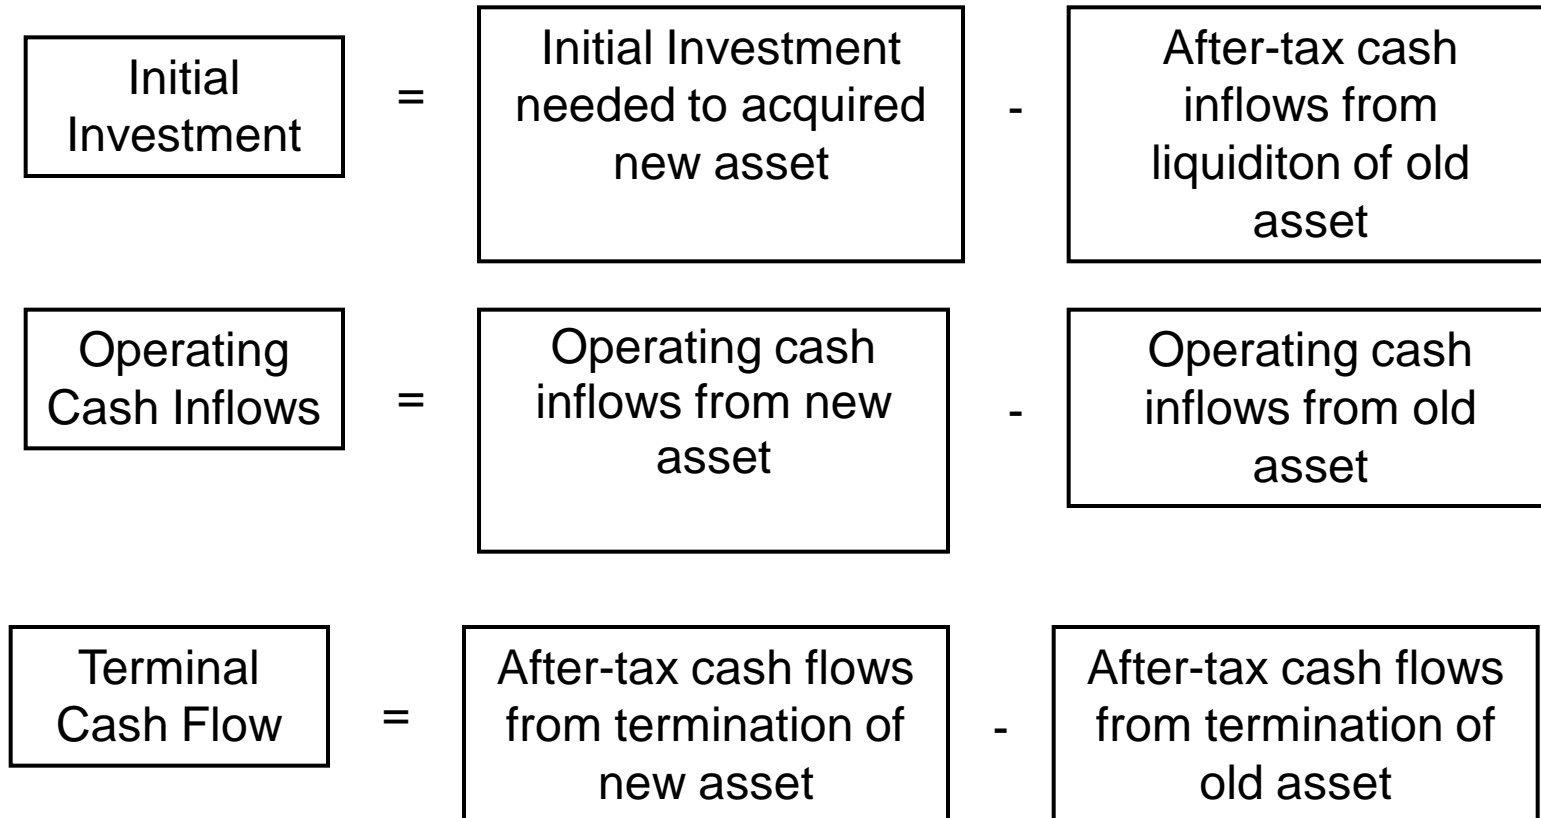 Initial
Investment
=
Initial Investment
needed to acquired
new asset
-
After-tax cash
inflows from
liquiditon of old
asset
Operating
Cash Inflows
=
Operating cash
inflows from new
asset
-
Operating cash
inflows from old
asset
Terminal
Cash Flow
=
After-tax cash flows
from termination of
new asset
-
After-tax cash flows
from termination of
old asset